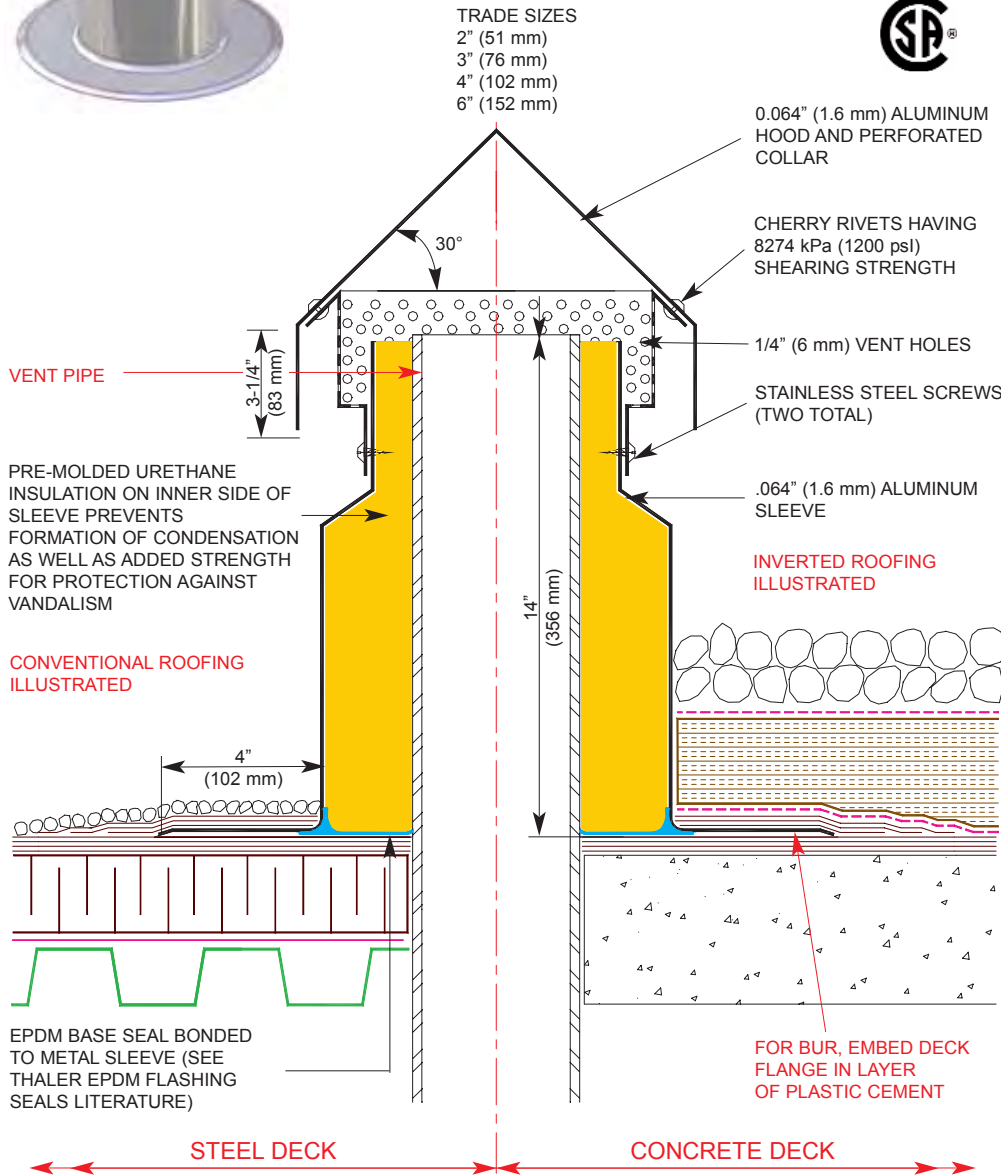 TRADE SIZES
2” (51 mm)
3” (76 mm)
4” (102 mm)
6” (152 mm)
SA®
0.064” (1.6 mm) ALUMINUM
HOOD AND PERFORATED
COLLAR
CHERRY RIVETS HAVING
8274 kPa (1200 psl)
SHEARING STRENGTH
30°
1/4” (6 mm) VENT HOLES
VENT PIPE
3-1/4”
(83 mm)
STAINLESS STEEL SCREWS
(TWO TOTAL)
PRE-MOLDED URETHANE
INSULATION ON INNER SIDE OF
SLEEVE PREVENTS
FORMATION OF CONDENSATION
AS WELL AS ADDED STRENGTH
FOR PROTECTION AGAINST
VANDALISM
.064” (1.6 mm) ALUMINUM
SLEEVE
INVERTED ROOFING
ILLUSTRATED
14”
(356 mm)
CONVENTIONAL ROOFING
ILLUSTRATED
4”
(102 mm)
EPDM BASE SEAL BONDED
TO METAL SLEEVE (SEE
THALER EPDM FLASHING
SEALS LITERATURE)
FOR BUR, EMBED DECK
FLANGE IN LAYER
OF PLASTIC CEMENT
STEEL DECK
CONCRETE DECK